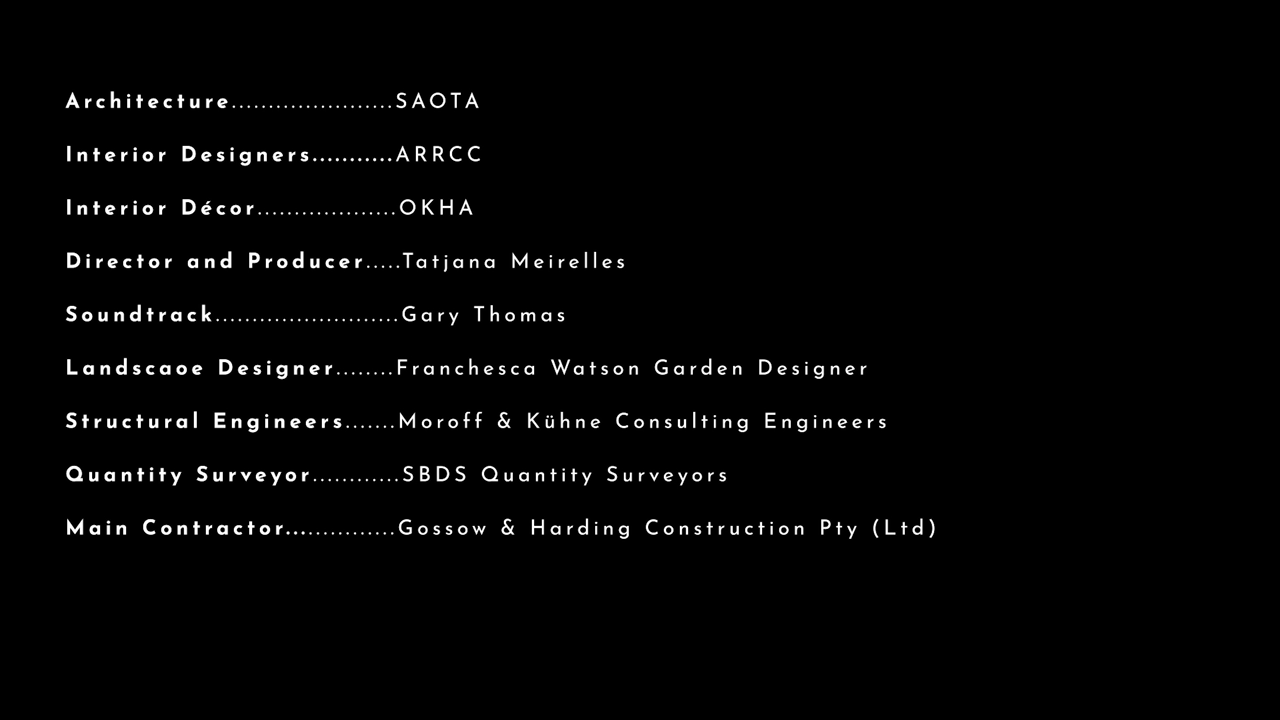 Architecture......................SAOTA
Interior Designers...........ARRCC
Interior Décor...................OKHA
Director and Producer.....Tatjana Meirelles
Soundtrack.........................Gary Thomas
Landscaoe Designer........Franchesca Watson Garden Designer
Structural Engineers.......Moroff & Kühne Consulting Engineers
Quantity Surveyor............SBDS Quantity Surveyors
Main Contractor...............Gossow & Harding Construction Pty (Ltd)